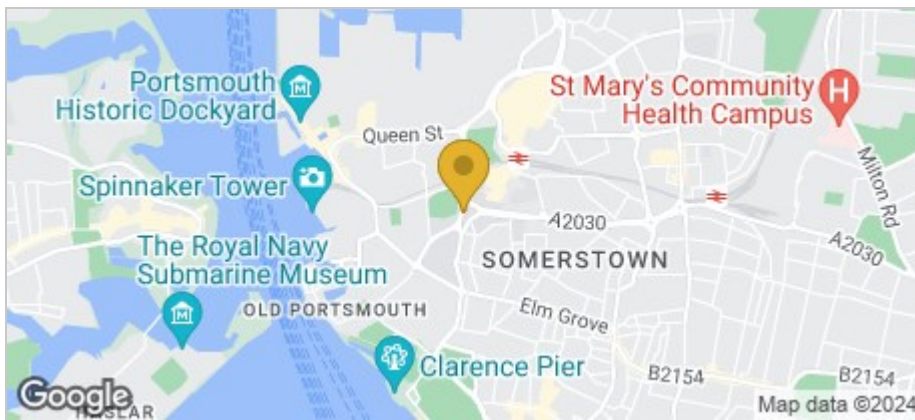 Portsmouth
Historic Dockyard
St Mary's Community
Health Campus
H
Queen St
Milton Rd
Spinnaker Tower
A2030
A2030
The Royal Navy
Submarine Museum
SOMERSTOWN
OLD PORTSMOUTH
Elm Grove
Clarence Pier
B2154
B2154
Google
HASLAR
Map data ©2024